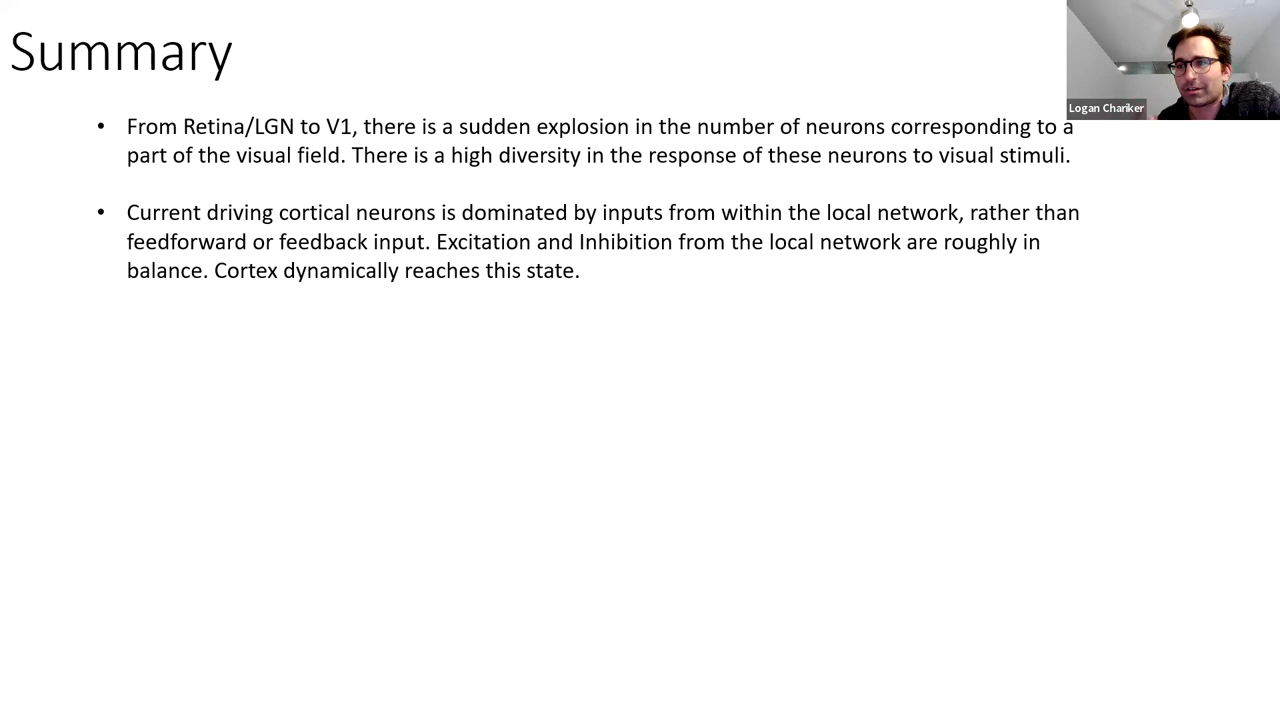 Summary
Logan Chariker
• From Retina/LGN to V1, there is a sudden explosion in the number of neurons corresponding to a
part of the visual field. There is a high diversity in the response of these neurons to visual stimuli.
• Current driving cortical neurons is dominated by inputs from within the local network, rather than
feedforward or feedback input. Excitation and Inhibition from the local network are roughly in
balance. Cortex dynamically reaches this state.